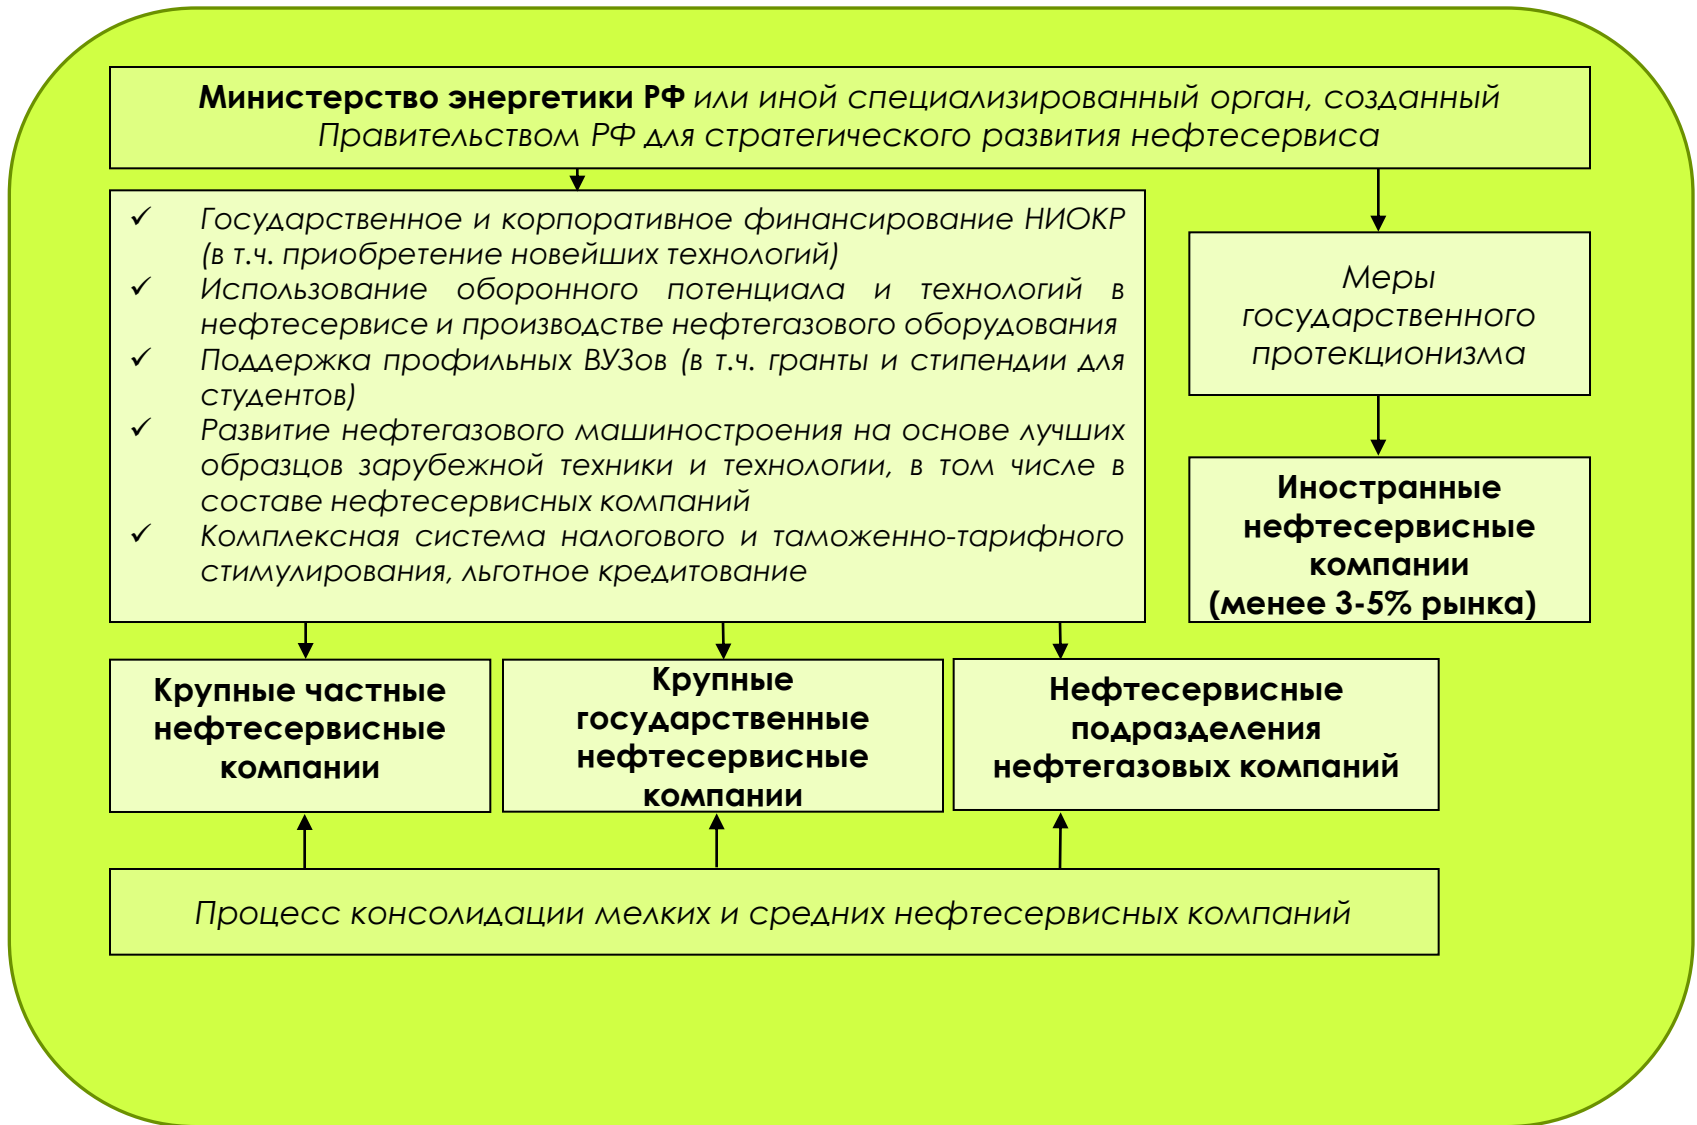 Министерство энергетики РФ или иной специализированный орган, созданный
Правительством РФ для стратегического развития нефтесервиса
✓ Государственное и корпоративное финансирование НИОКР
(в т.ч. приобретение новейших технологий)
✓ Использование оборонного потенциала и технологий в
нефтесервисе и производстве нефтегазового оборудования
✓ Поддержка профильных ВУЗов (в т.ч. гранты и стипендии для
студентов)
✓ Развитие нефтегазового машиностроения на основе лучших
образцов зарубежной техники и технологии, в том числе в
составе нефтесервисных компаний
✓ Комплексная система налогового и таможенно-тарифного
стимулирования, льготное кредитование
Меры
государственного
протекционизма
Иностранные
нефтесервисные
компании
(менее 3-5% рынка)
Крупные частные
нефтесервисные
компании
Крупные
государственные
нефтесервисные
компании
Нефтесервисные
подразделения
нефтегазовых компаний
Процесс консолидации мелких и средних нефтесервисных компаний